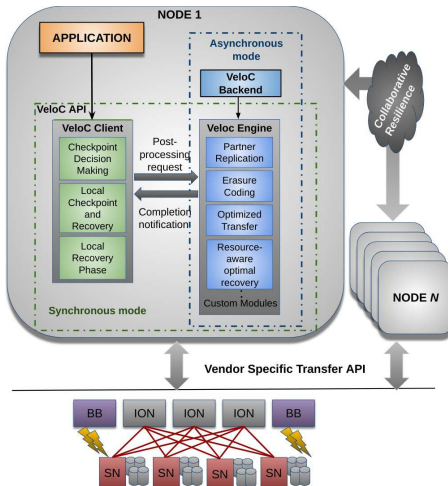 NODE 1
APPLICATION
Asynchronous
mode
VeloC
Backend
VeloC API
VeloC Client
Checkpoint
Decision
Making
Local
Checkpoint
and
Recovery
Local
Recovery
Phase
Post-
processing
request
Completion
notification
Veloc Engine
Partner
Replication
Erasure
Coding
Optimized
Transfer
Resource-
aware
optimal
recovery
Custom Modules
Synchronous mode
Collaborative
Resilience
NODE N
Vendor Specific Transfer API
BB
ION
ION
ION
BB
SN
SN
SN
SN